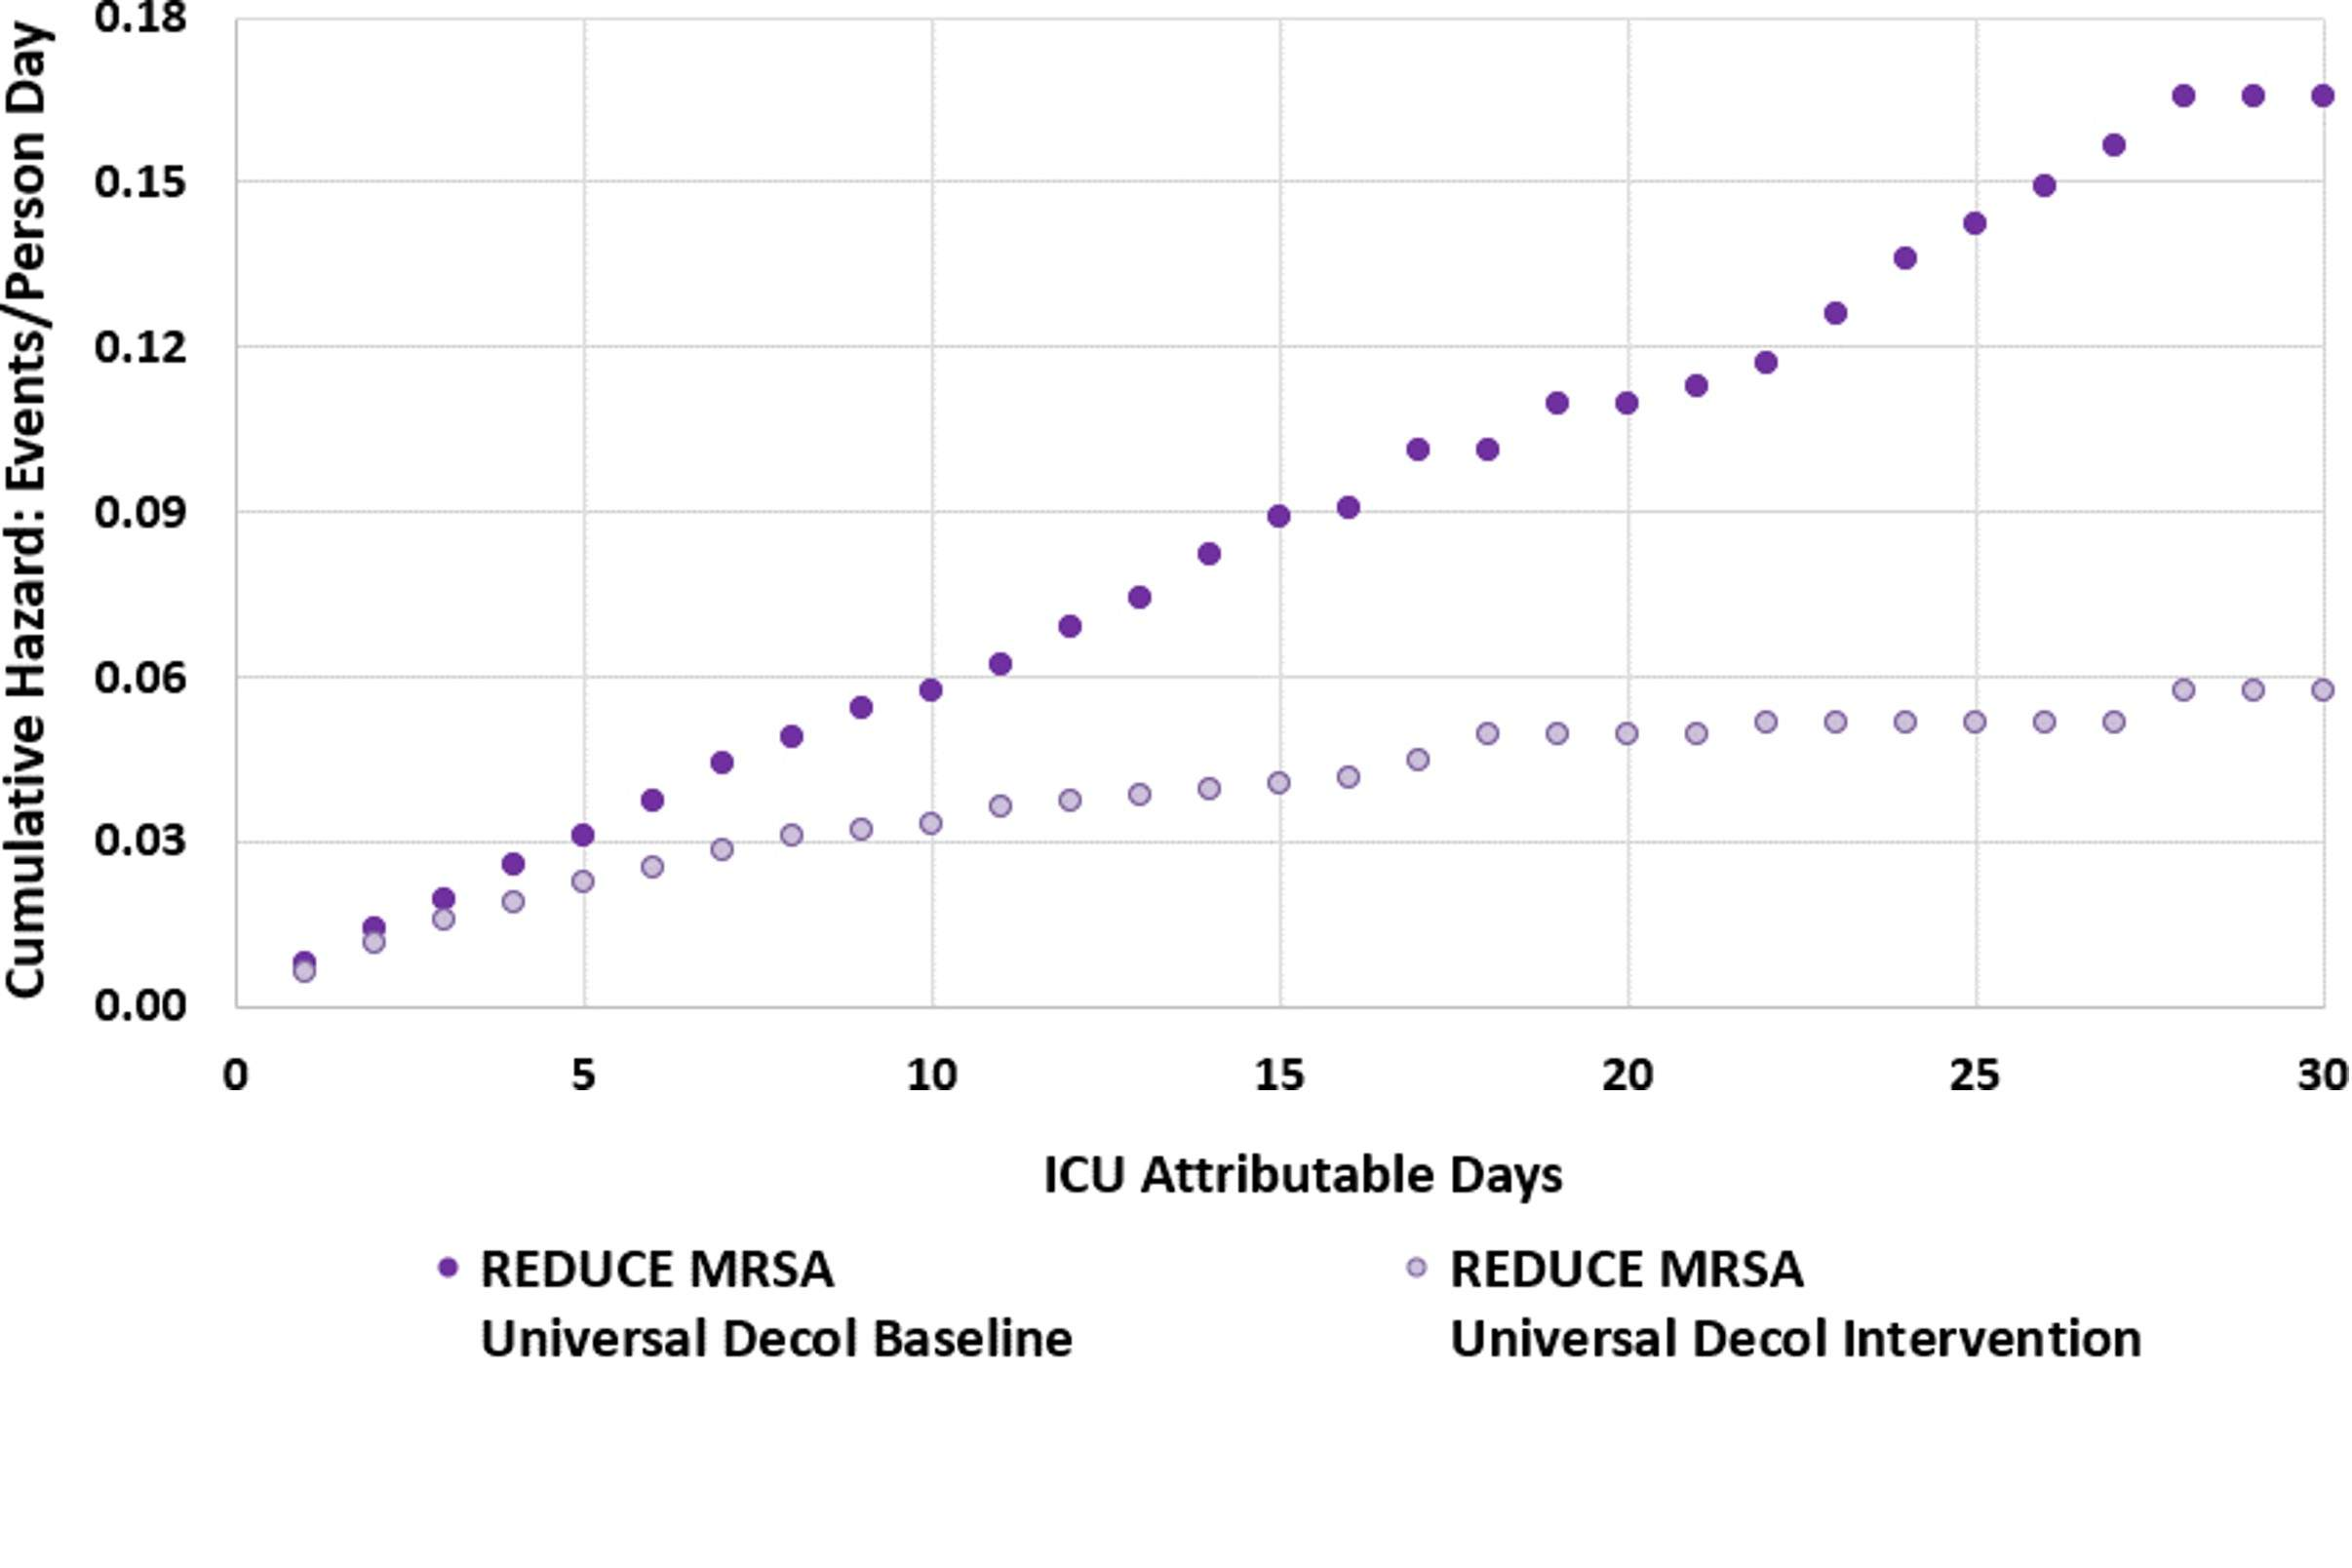 Cumulative Hazard: Events/Person Day
0.18
0.15
0.12
0.09
0.06
0.03
0.00
0 5 10 15 20 25 30
ICU Attributable Days
REDUCE MRSA
Universal Decol Baseline
REDUCE MRSA
Universal Decol Intervention